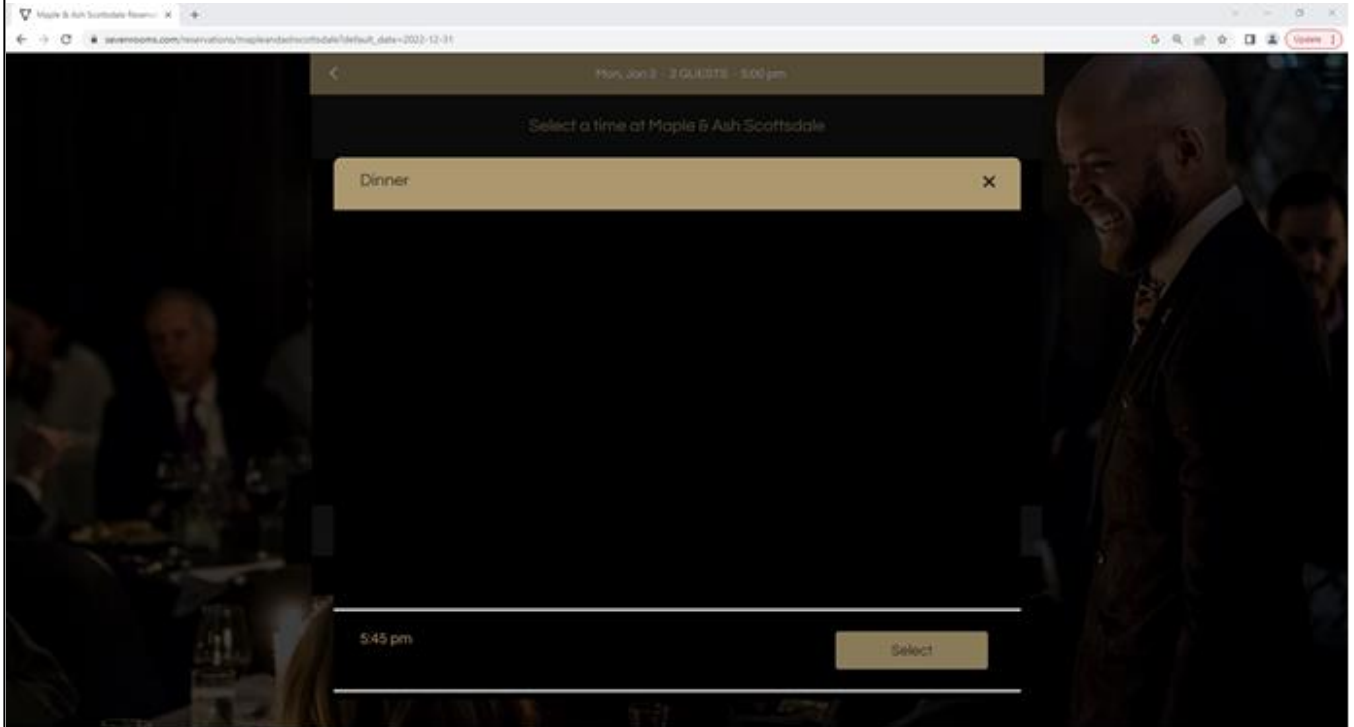 Maple & Ash Scottsdale Reserv
sevenrooms.com/reservations/mapleandashscottsdale?default_date=2022-12-31
Update
Mon, Jan 2 - 2 GUESTS - 5:00 pm
Select a time at Maple & Ash Scottsdale
Dinner
5:45 pm
Select